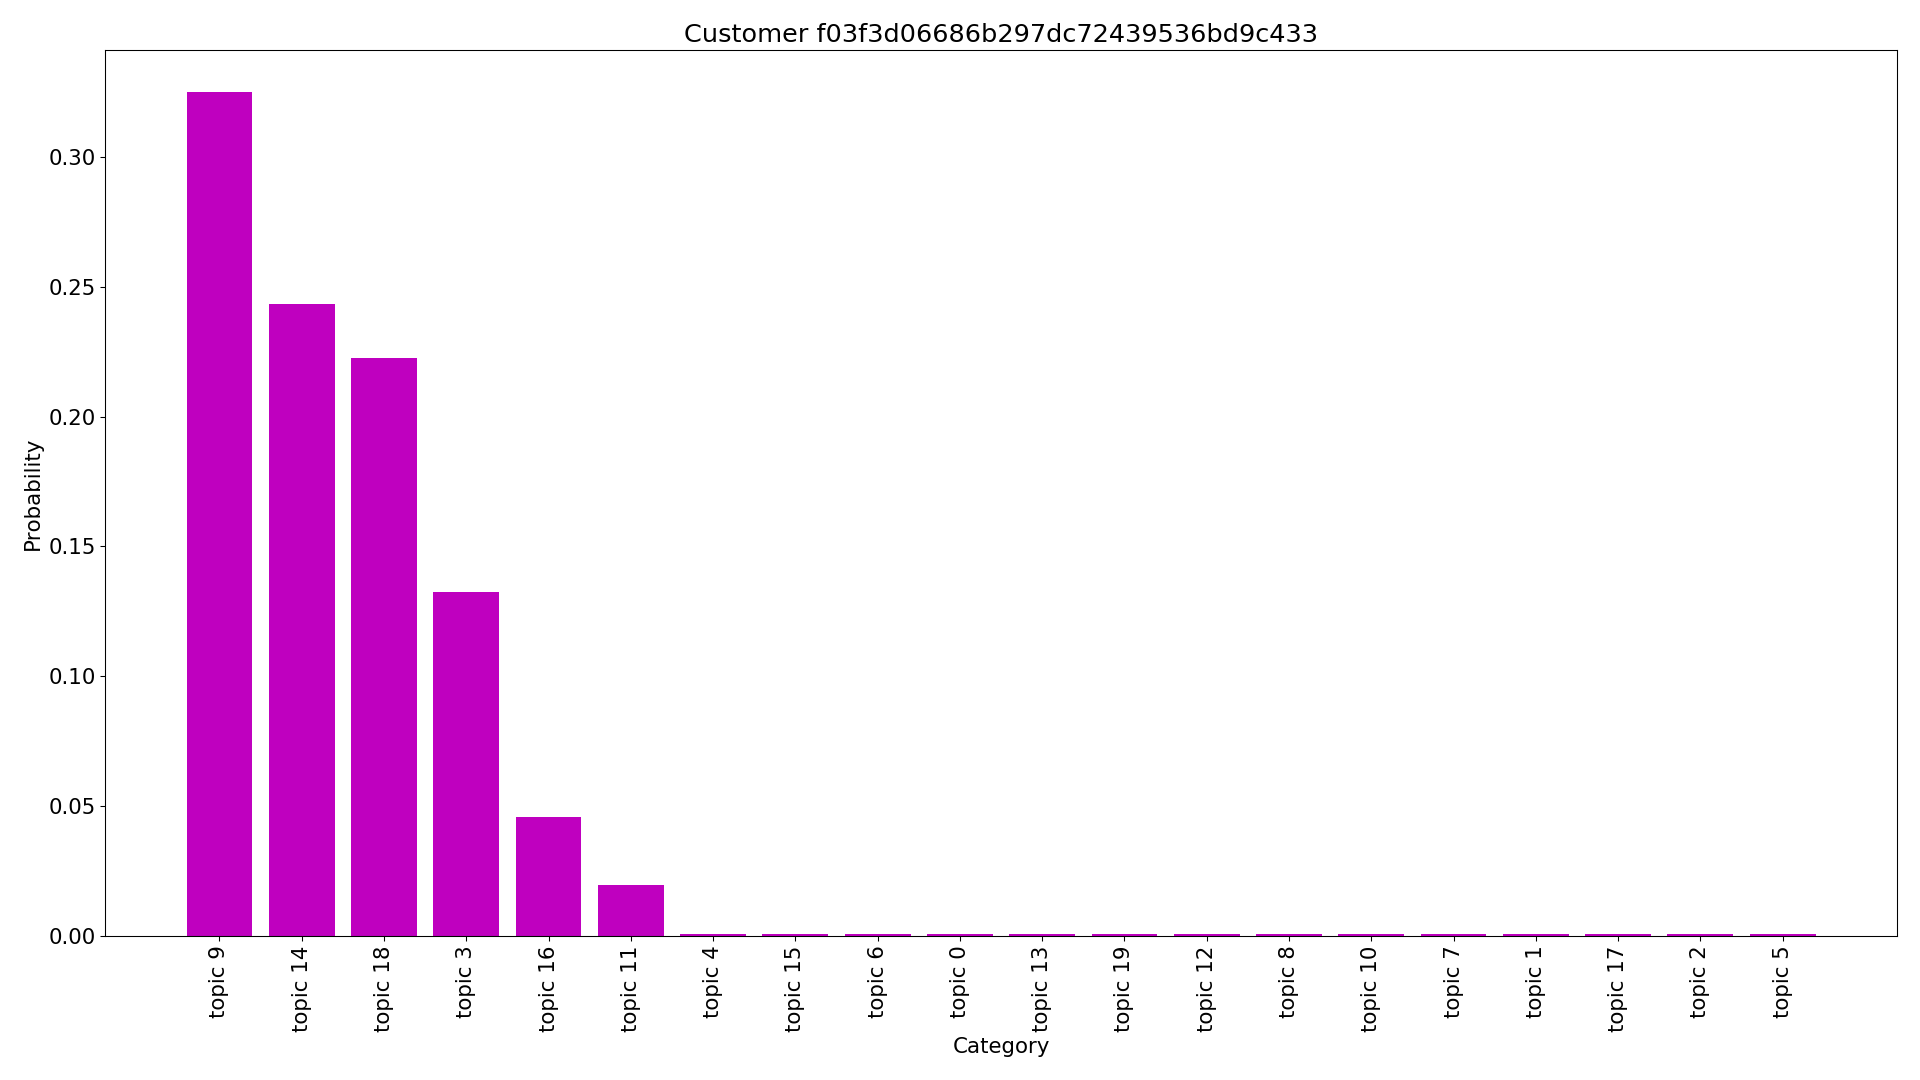 Customer f03f3d06686b297dc72439536bd9c433
0.30
0.25
0.20
0.15
0.10
0.05
0.00
Probability
topic 9
topic 14
topic 18
topic 3
topic 16
topic 11
topic 4
topic 15
topic 6
topic 0
topic 13
topic 19
topic 12
topic 8
topic 10
topic 7
topic 1
topic 17
topic 2
topic 5
Category